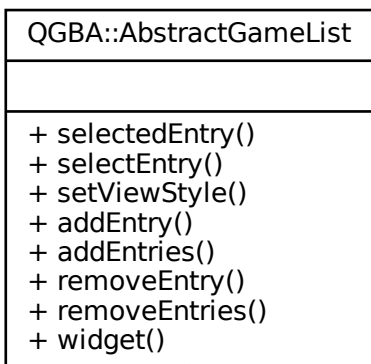 QGBA::AbstractGameList
+ selectedEntry()
+ selectEntry()
+ setViewStyle()
+ addEntry()
+ addEntries()
+ removeEntry()
+ removeEntries()
+ widget()